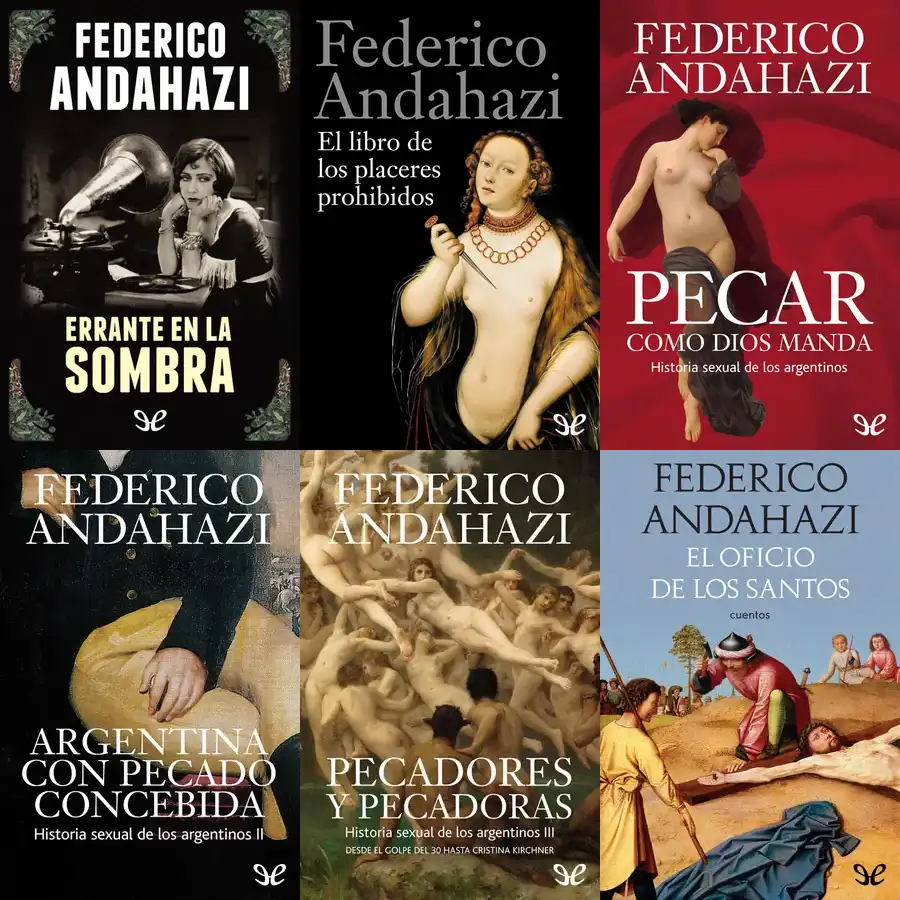 FEDERICO
ANDAHAZI
ERRANTE EN LA
SOMBRA
Federico
Andahazi
El libro de
los placeres
prohibidos
FEDERICO
ANDAHAZI
PECAR
COMO DIOS MANDA
Historia sexual de los argentinos
FEDERICO
ANDAHAZI
ARGENTINA
CON PECADO
CONCEBIDA
Historia sexual de los argentinos II
FEDERICO
ANDAHAZI
PECADORES
Y PECADORAS
Historia sexual de los argentinos III
DESDE EL GOLPE DEL 30 HASTA CRISTINA KIRCHNER
FEDERICO
ANDAHAZI
EL OFICIO
DE LOS SANTOS
cuentos